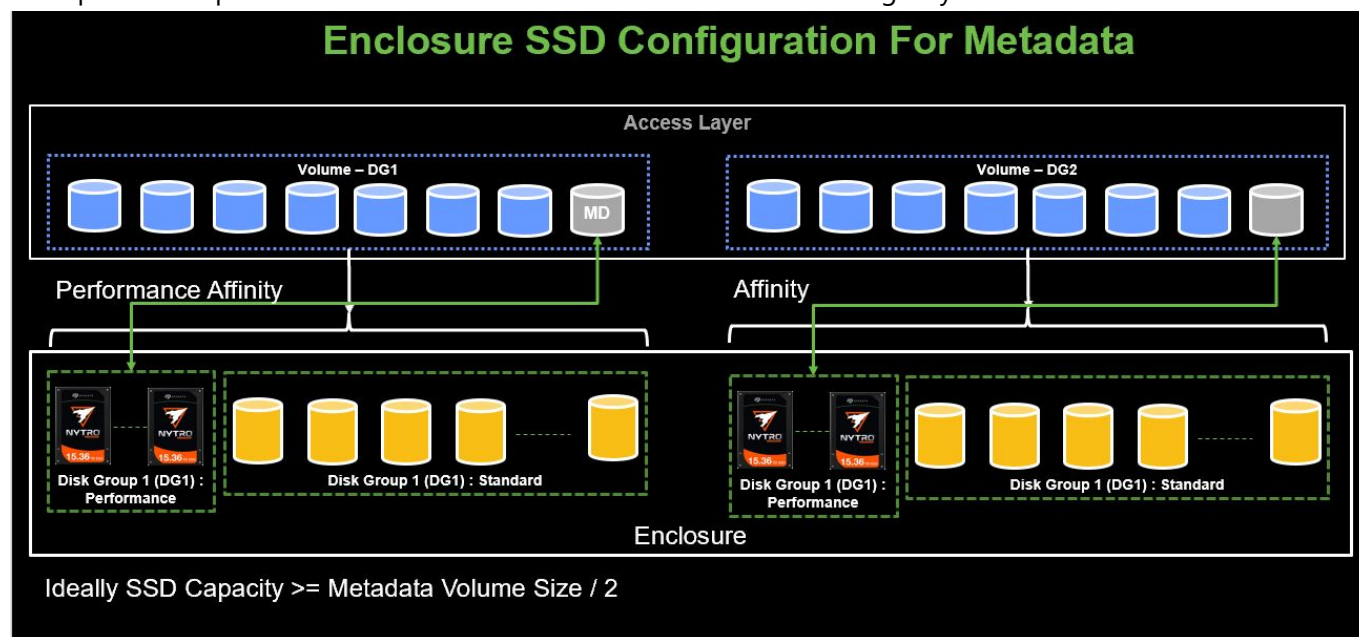 Enclosure SSD Configuration For Metadata
Access Layer
Volume – DG1
Volume – DG2
MD
Performance Affinity
Affinity
NYTRO
15.36
NYTRO
15.36
Disk Group 1 (DG1) :
Performance
Disk Group 1 (DG1) : Standard
NYTRO
15.36
NYTRO
15.36
Disk Group 1 (DG1) :
Performance
Disk Group 1 (DG1) : Standard
Enclosure
Ideally SSD Capacity >= Metadata Volume Size / 2